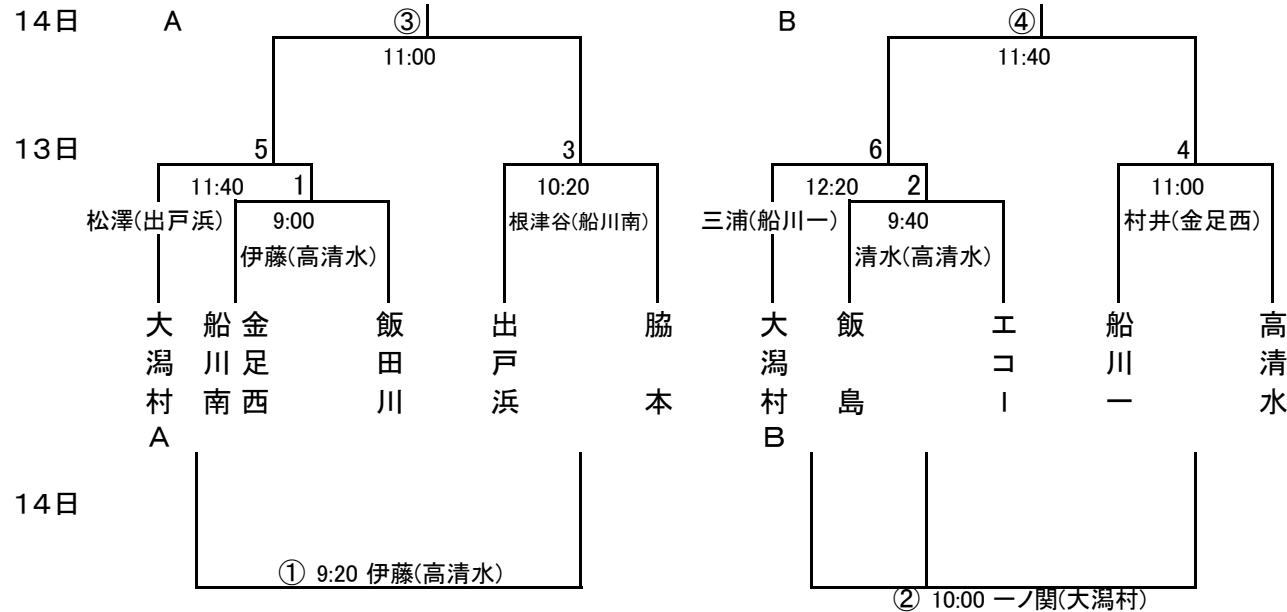 14日 A ③ B ④
11:00 11:40
13日 5 3 6 4
11:40 1 10:20 12:20 2 11:00
松澤(出戸浜) 9:00 根津谷(船川南) 三浦(船川一) 9:40 村井(金足西)
伊藤(高清水) 清水(高清水)
大潟村A
船川南
金足西
飯田川
出戸浜
脇本
大潟村B
飯島
エコー
船川一
高清水
14日
① 9:20 伊藤(高清水)
② 10:00 一ノ関(大潟村)